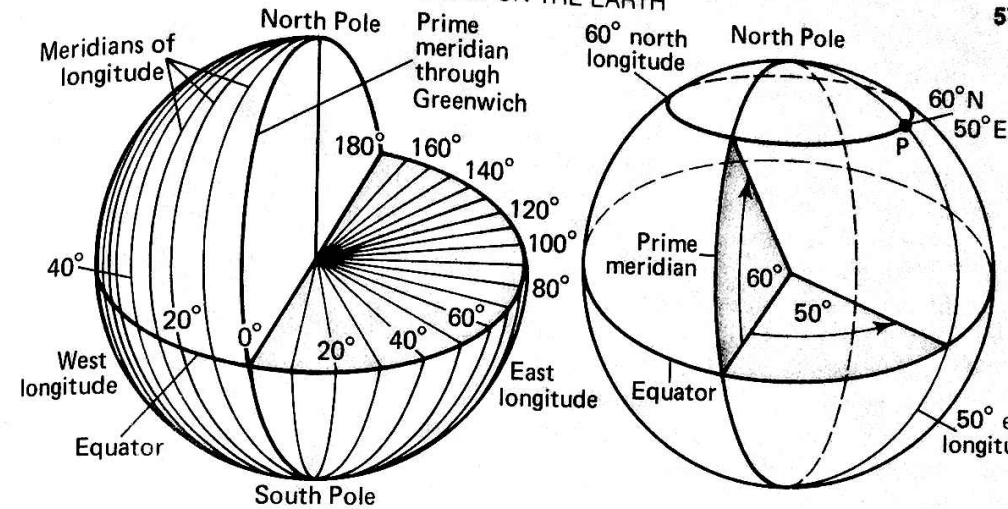 ON THE EARTH
5
North Pole
Prime
meridian
through
Greenwich
Meridians of
longitude
180°
160°
140°
120°
100°
80°
60°
40°
20°
0°
20°
40°
West
longitude
Equator
East
longitude
South Pole
60° north
longitude
North Pole
60°N
50°E
P
Prime
meridian
60°
50°
Equator
50° e
longitu